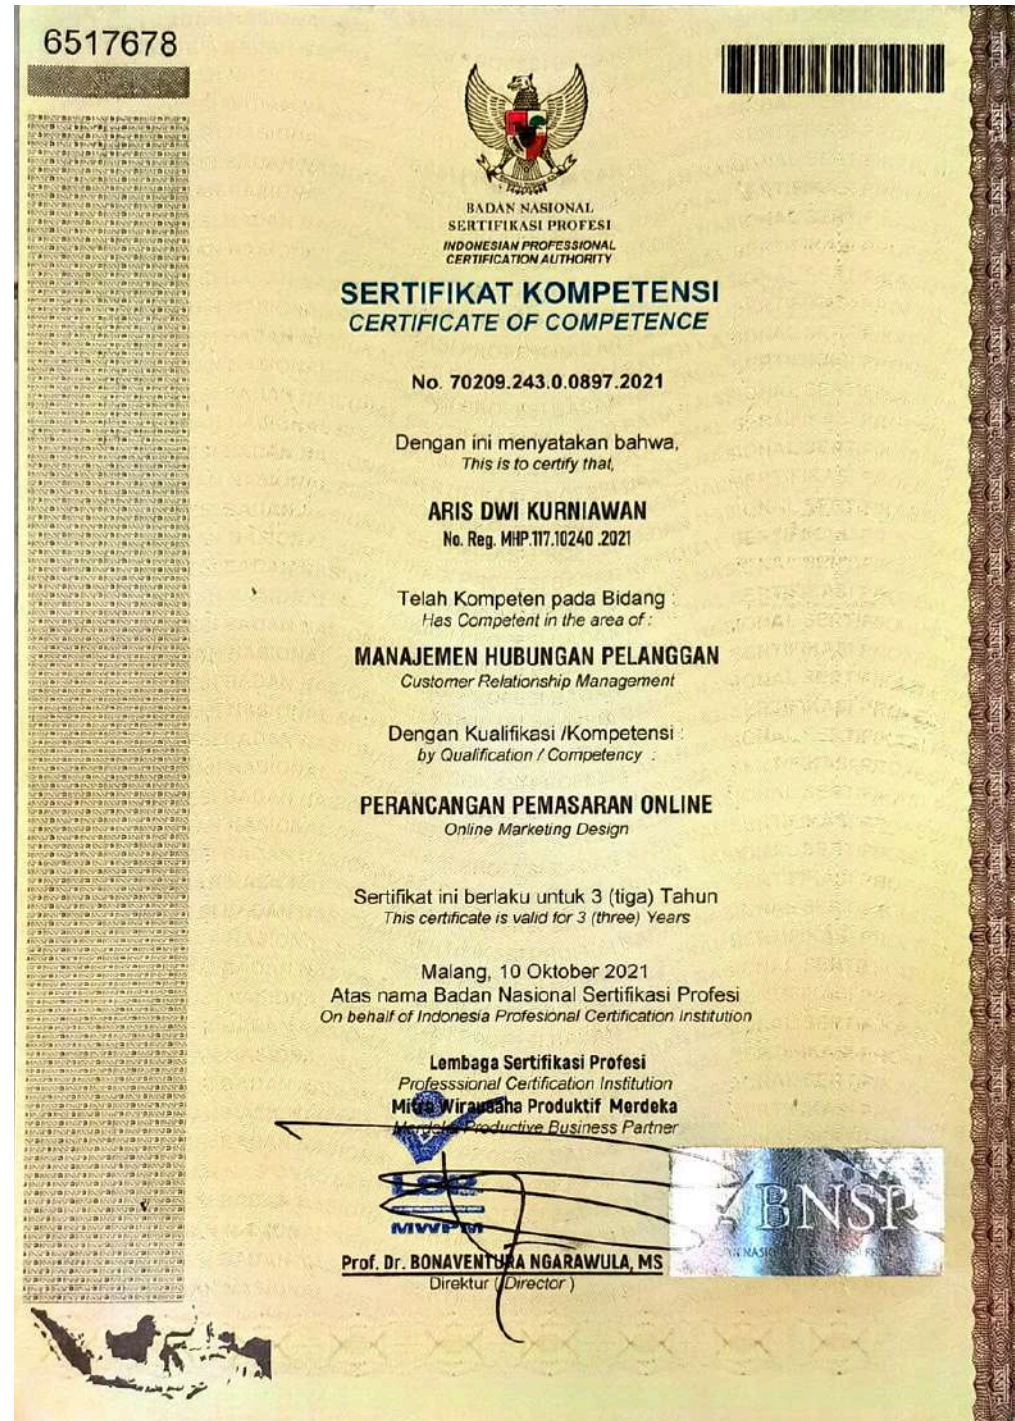 6517678
BADAN NASIONAL
SERTIFIKASI PROFESI
INDONESIAN PROFESSIONAL
CERTIFICATION AUTHORITY
SERTIFIKAT KOMPETENSI
CERTIFICATE OF COMPETENCE
No. 70209.243.0.0897.2021
Dengan ini menyatakan bahwa,
This is to certify that,
ARIS DWI KURNIAWAN
No. Reg. MHP.117.10240 .2021
Telah Kompeten pada Bidang :
Has Competent in the area of :
MANAJEMEN HUBUNGAN PELANGGAN
Customer Relationship Management
Dengan Kualifikasi /Kompetensi :
by Qualification / Competency :
PERANCANGAN PEMASARAN ONLINE
Online Marketing Design
Sertifikat ini berlaku untuk 3 (tiga) Tahun
This certificate is valid for 3 (three) Years
Malang, 10 Oktober 2021
Atas nama Badan Nasional Sertifikasi Profesi
On behalf of Indonesia Profesional Certification Institution
Lembaga Sertifikasi Profesi
Professsional Certification Institution
Mitra Wirausaha Produktif Merdeka
Merdeka Productive Business Partner
LSP
MWPM
BNSP
Prof. Dr. BONAVENTURA NGARAWULA, MS
Direktur ( Director )